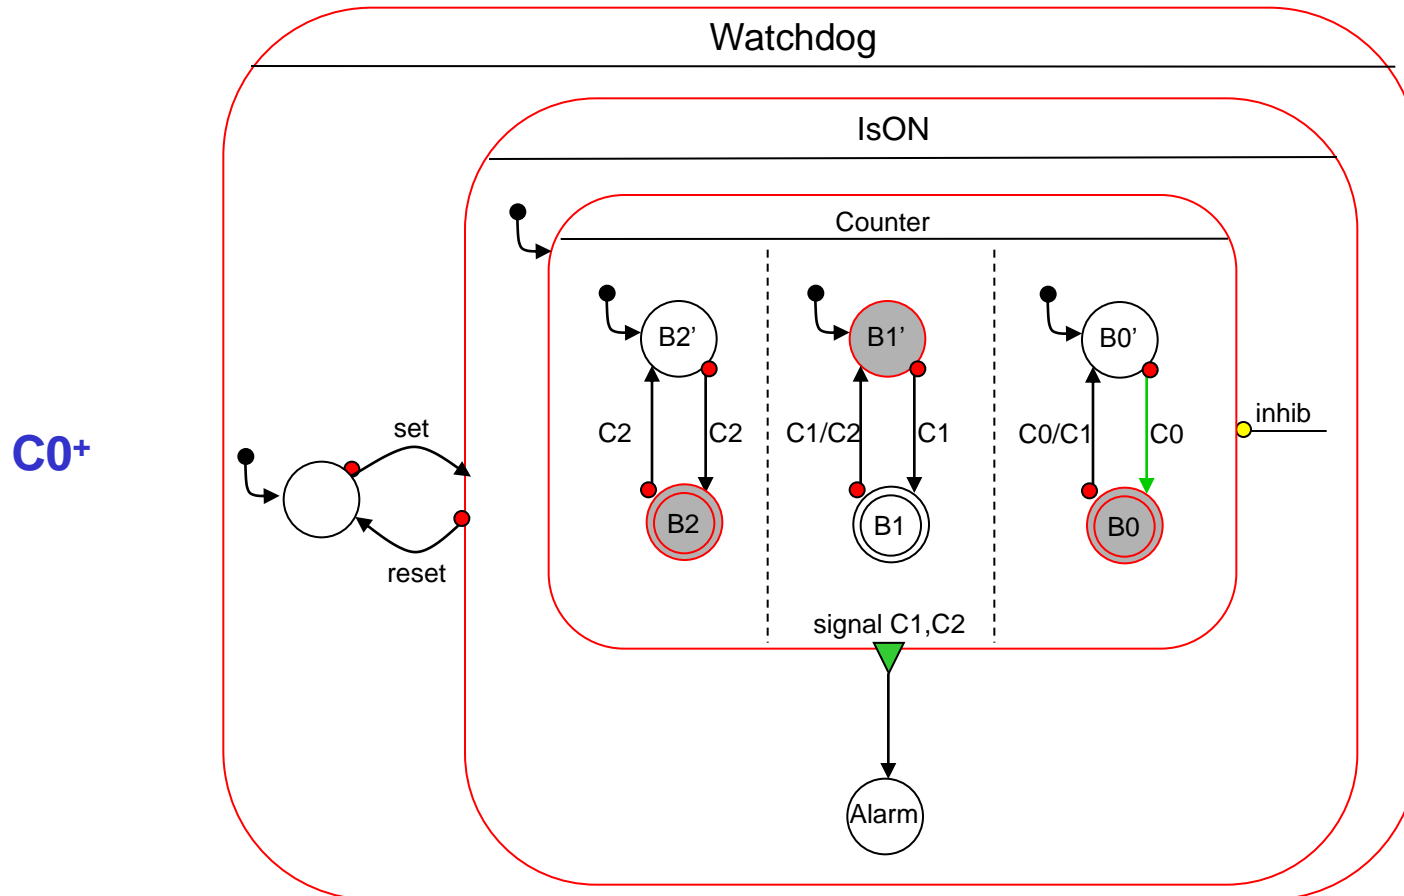 Watchdog
IsON
Counter
B2’
B1’
B0’
C0+
set
C2
C2
C1/C2
C1
C0/C1
C0
inhib
B2
B1
B0
reset
signal C1,C2
Alarm